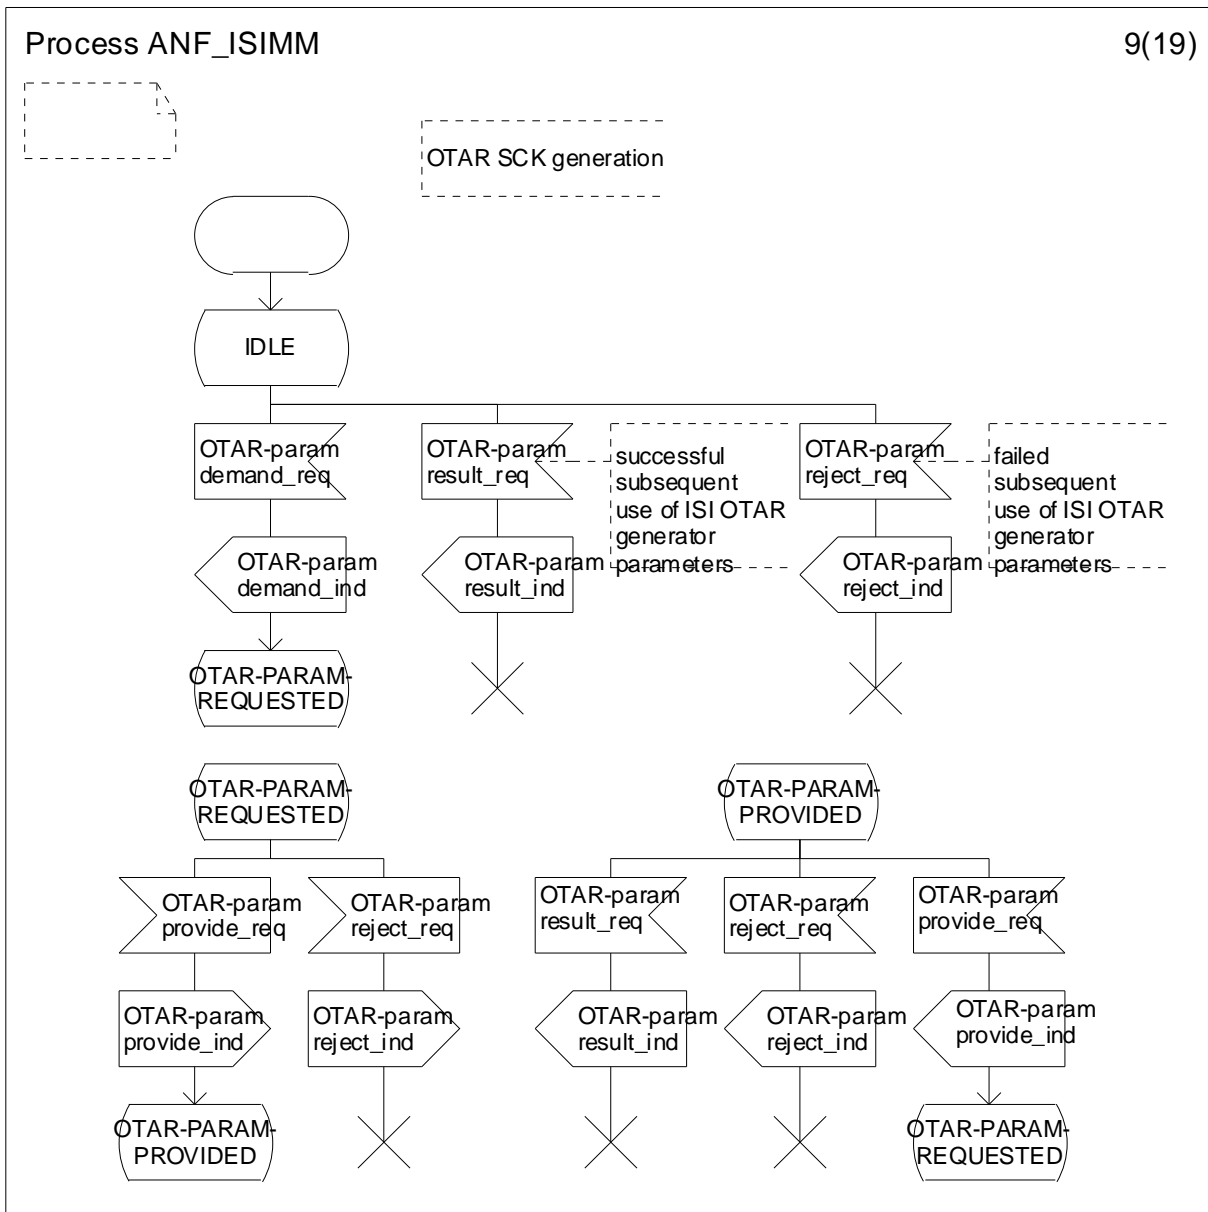 Process ANF_ISIMM
9(19)
OTAR SCK generation
IDLE
OTAR-param
demand_req
OTAR-param
result_req
successful
subsequent
use of ISI OTAR
generator
parameters
OTAR-param
reject_req
failed
subsequent
use of ISI OTAR
generator
parameters
OTAR-param
demand_ind
OTAR-param
result_ind
OTAR-param
reject_ind
OTAR-PARAM-
REQUESTED
OTAR-PARAM-
REQUESTED
OTAR-PARAM-
PROVIDED
OTAR-param
provide_req
OTAR-param
reject_req
OTAR-param
result_req
OTAR-param
reject_req
OTAR-param
provide_req
OTAR-param
provide_ind
OTAR-param
reject_ind
OTAR-param
result_ind
OTAR-param
reject_ind
OTAR-param
provide_ind
OTAR-PARAM-
PROVIDED
OTAR-PARAM-
REQUESTED